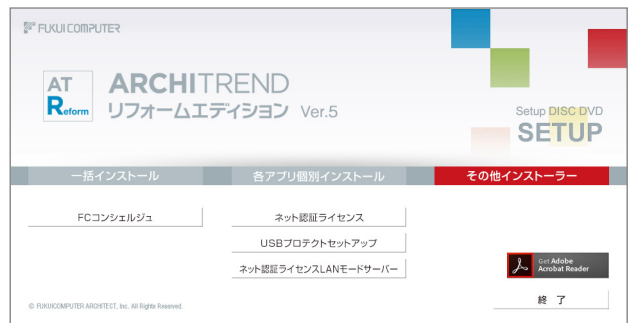 FUKUI COMPUTER
AT
Reform
ARCHITREND
リフォームエディション Ver.5
Setup DISC DVD
SETUP
一括インストール
各アプリ個別インストール
その他インストーラー
FCコンシェルジュ
ネット認証ライセンス
USBプロテクトセットアップ
ネット認証ライセンスLANモードサーバー
Get Adobe
Acrobat Reader
終 了
© FUKUICOMPUTER ARCHITECT, Inc. All Rights Reserved.